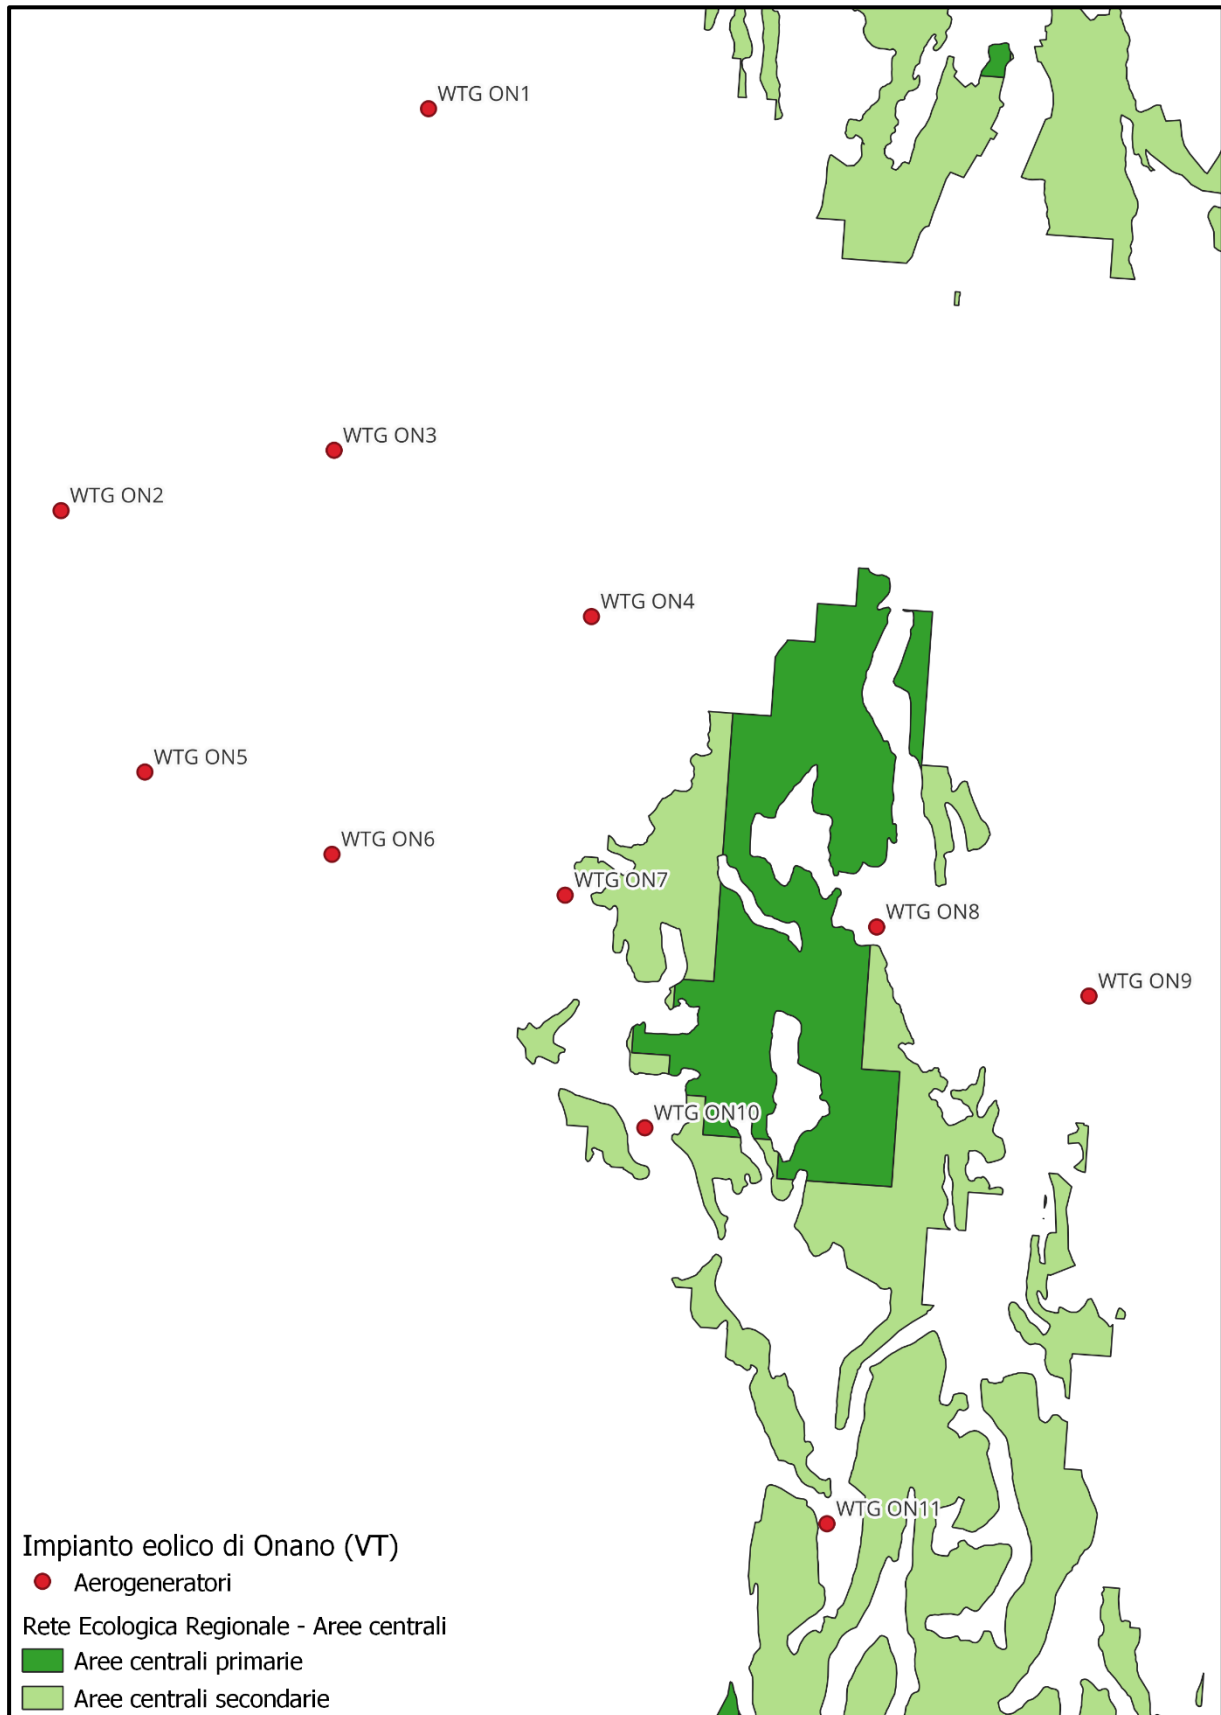 WTG ON1
WTG ON3
WTG ON2
WTG ON4
WTG ON5
WTG ON6
WTG ON7
WTG ON8
WTG ON9
WTG ON10
WTG ON11
Impianto eolico di Onano (VT)
Aerogeneratori
Rete Ecologica Regionale - Aree centrali
Aree centrali primarie
Aree centrali secondarie